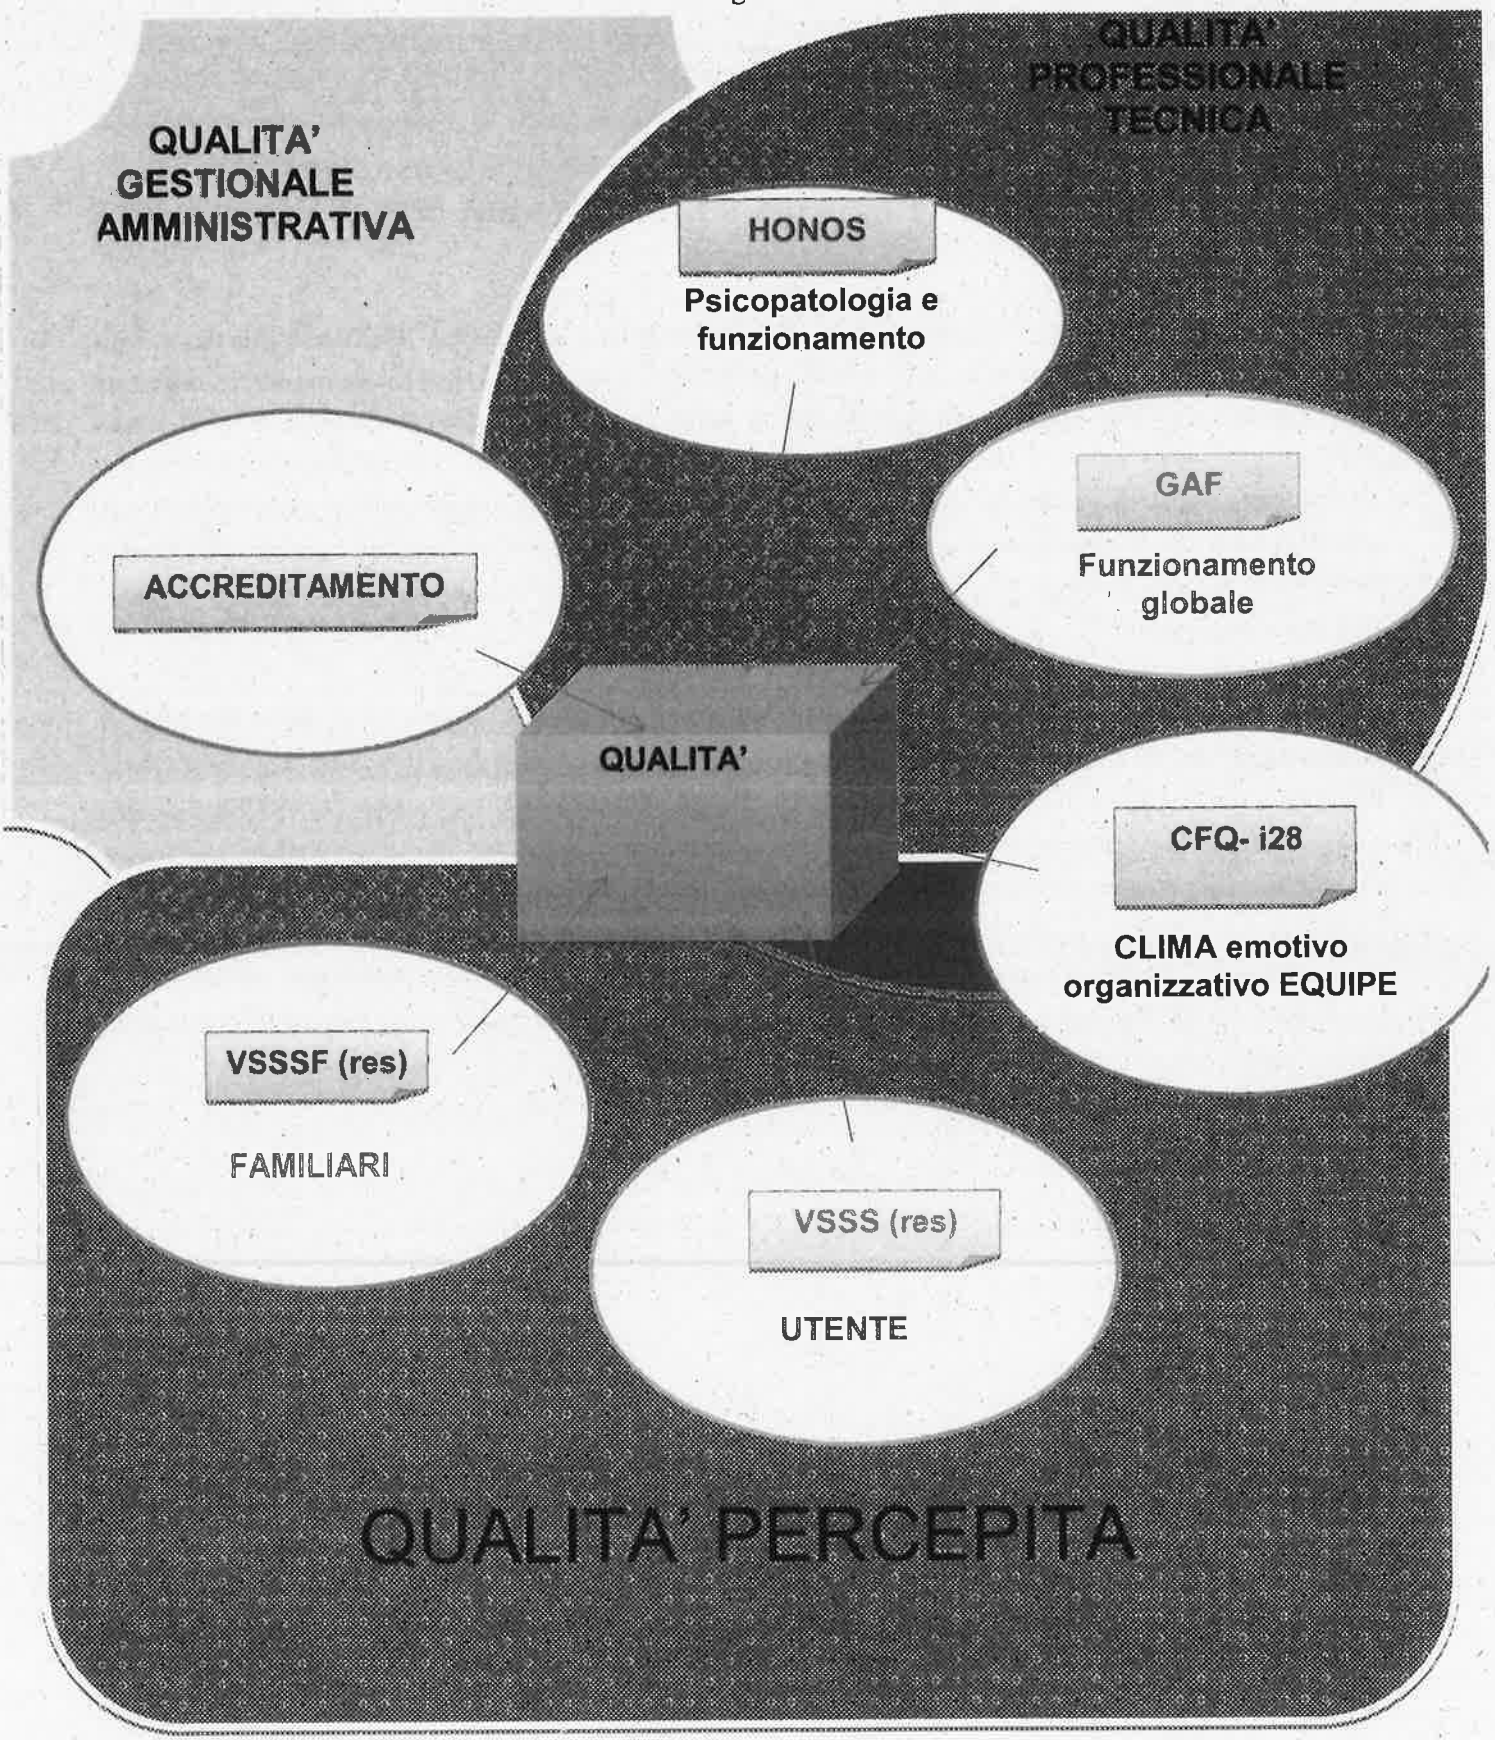 QUALITA'
PROFESSIONALE
TECNICA
QUALITA'
GESTIONALE
AMMINISTRATIVA
HONOS
Psicopatologia e
funzionamento
GAF
Funzionamento
globale
ACCREDITAMENTO
QUALITA'
CFQ- i28
CLIMA emotivo
organizzativo EQUIPE
VSSSF (res)
FAMILIARI
VSSS (res)
UTENTE
QUALITA' PERCEPITA